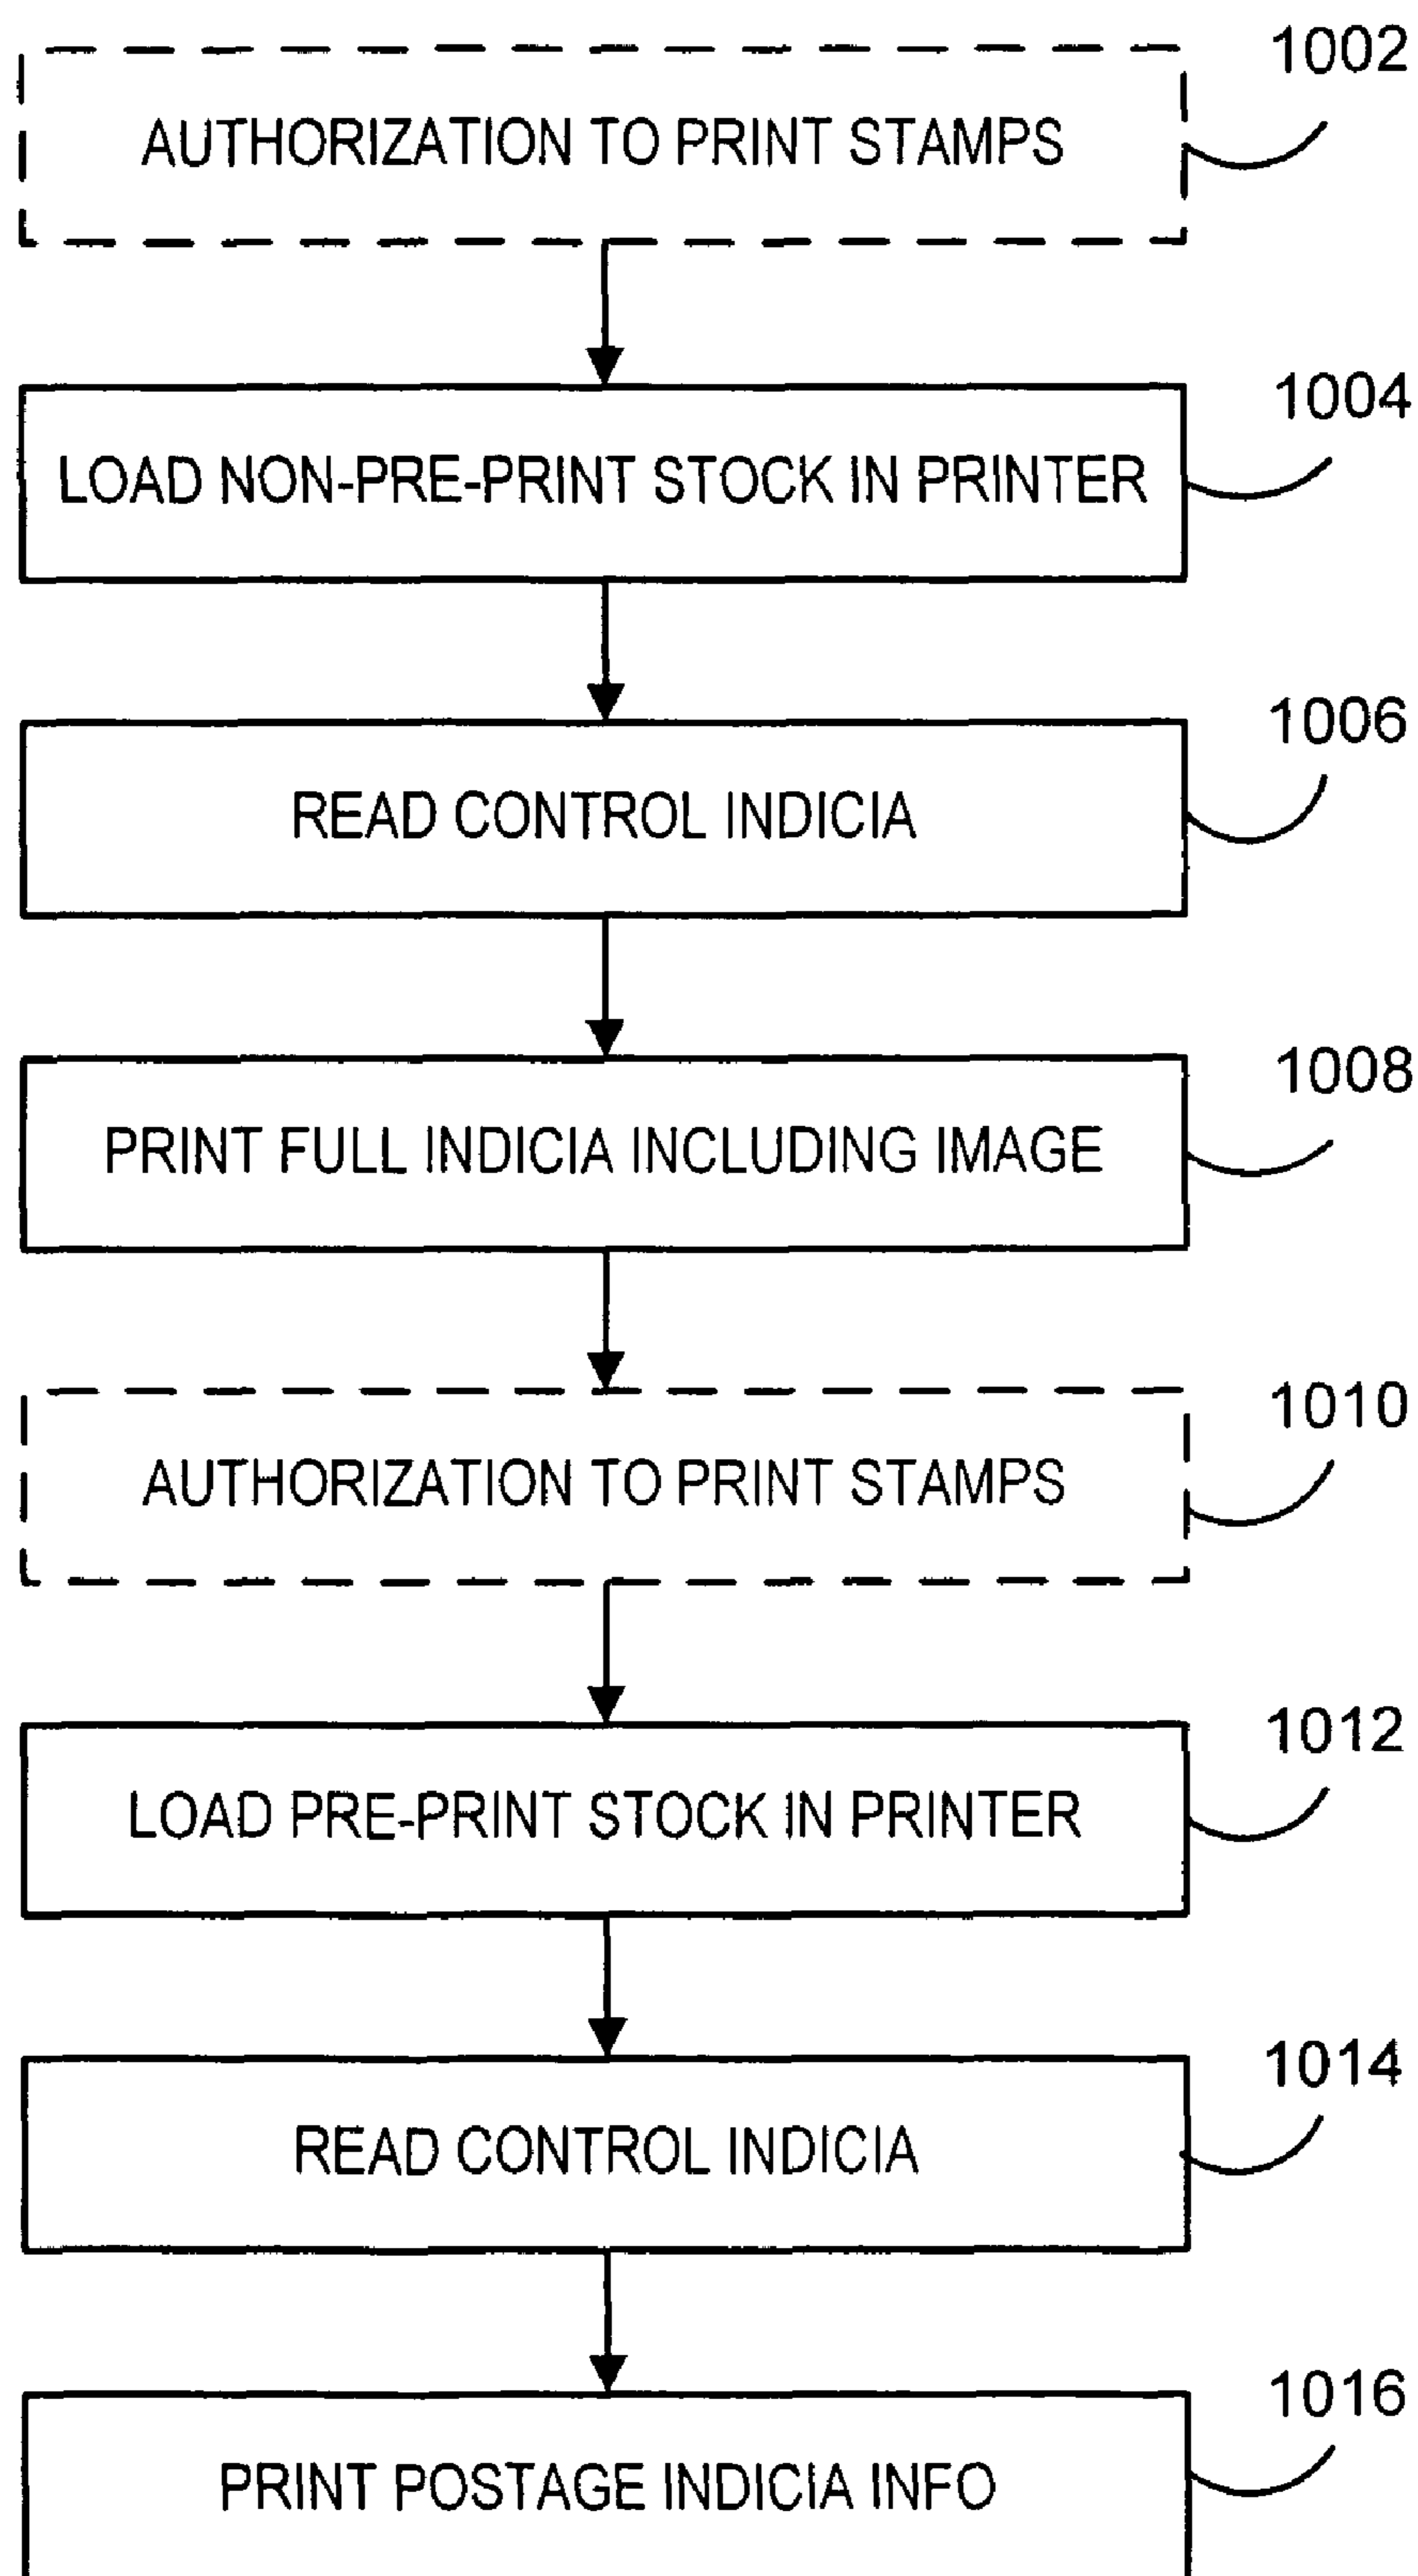 1002
AUTHORIZATION TO PRINT STAMPS
1004
LOAD NON-PRE-PRINT STOCK IN PRINTER
1006
READ CONTROL INDICIA
1008
PRINT FULL INDICIA INCLUDING IMAGE
1010
AUTHORIZATION TO PRINT STAMPS
1012
LOAD PRE-PRINT STOCK IN PRINTER
1014
READ CONTROL INDICIA
1016
PRINT POSTAGE INDICIA INFO